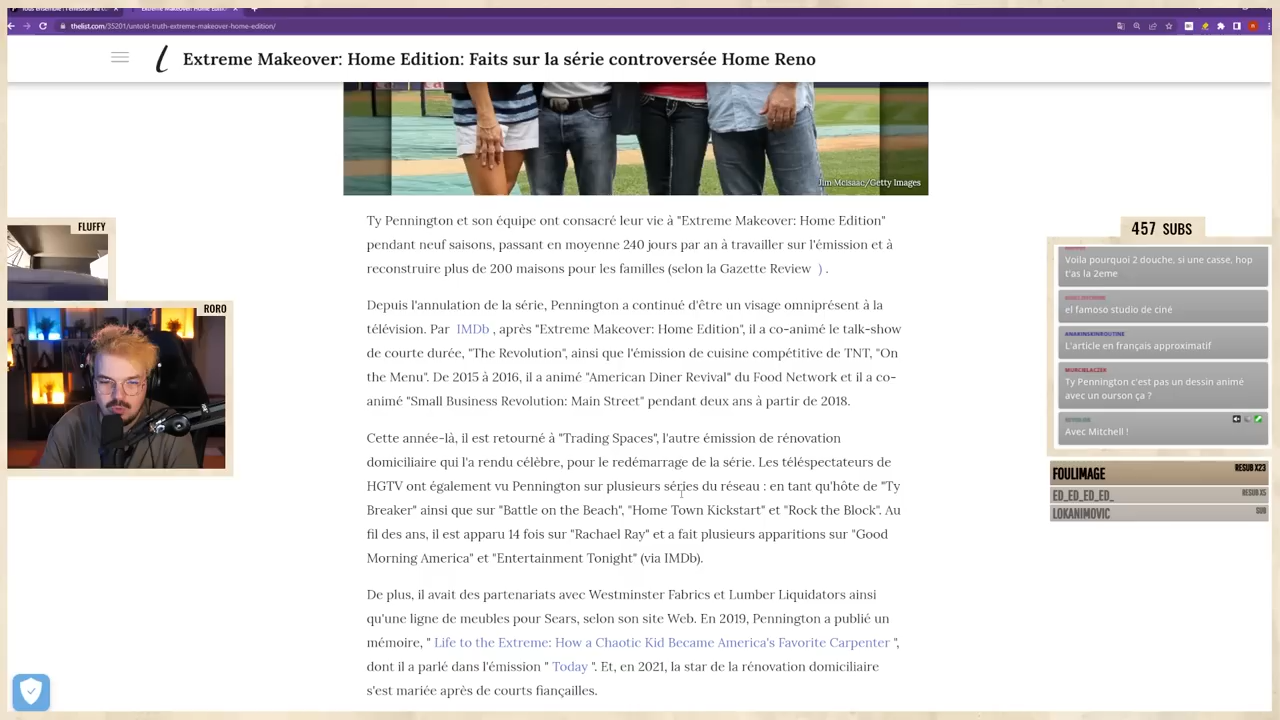 thelist.com/35201/untold-truth-extreme-makeover-home-edition/
Extreme Makeover: Home Edition: Faits sur la série controversée Home Reno
Jim Mcisaac/Getty Images
Ty Pennington et son équipe ont consacré leur vie à "Extreme Makeover: Home Edition"
pendant neuf saisons, passant en moyenne 240 jours par an à travailler sur l'émission et à
reconstruire plus de 200 maisons pour les familles (selon la Gazette Review ) .
Depuis l'annulation de la série, Pennington a continué d'être un visage omniprésent à la
télévision. Par IMDb , après "Extreme Makeover: Home Edition", il a co-animé le talk-show
de courte durée, "The Revolution", ainsi que l'émission de cuisine compétitive de TNT, "On
the Menu". De 2015 à 2016, il a animé "American Diner Revival" du Food Network et il a co-
animé "Small Business Revolution: Main Street" pendant deux ans à partir de 2018.
Cette année-là, il est retourné à "Trading Spaces", l'autre émission de rénovation
domiciliaire qui l'a rendu célèbre, pour le redémarrage de la série. Les téléspectateurs de
HGTV ont également vu Pennington sur plusieurs séries du réseau : en tant qu'hôte de "Ty
Breaker" ainsi que sur "Battle on the Beach", "Home Town Kickstart" et "Rock the Block". Au
fil des ans, il est apparu 14 fois sur "Rachael Ray" et a fait plusieurs apparitions sur "Good
Morning America" et "Entertainment Tonight" (via IMDb).
De plus, il avait des partenariats avec Westminster Fabrics et Lumber Liquidators ainsi
qu'une ligne de meubles pour Sears, selon son site Web. En 2019, Pennington a publié un
mémoire, " Life to the Extreme: How a Chaotic Kid Became America's Favorite Carpenter ",
dont il a parlé dans l'émission " Today ". Et, en 2021, la star de la rénovation domiciliaire
s'est mariée après de courts fiançailles.
FLUFFY
RORO
457 SUBS
Voila pourquoi 2 douche, si une casse, hop
t'as la 2eme
el famoso studio de ciné
ANAKINSKINROUTINE
L'article en français approximatif
MURCIELACZER
Ty Pennington c'est pas un dessin animé
avec un ourson ça ?
Avec Mitchell !
FOULIMAGE RESUB X23
ED_ED_ED_ED_ RESUB X5
LOKANIMOVIC SUB